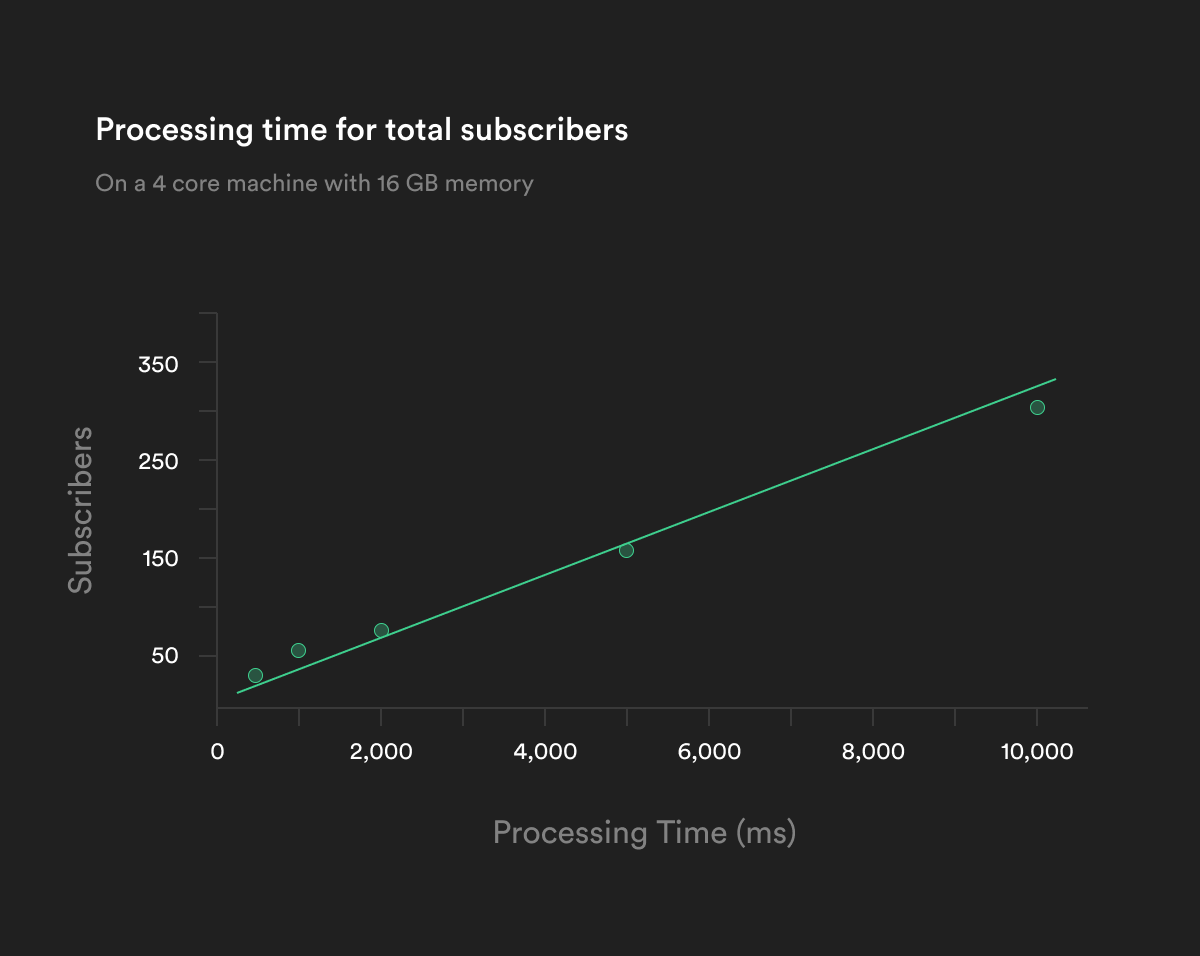 Processing time for total subscribers
On a 4 core machine with 16 GB memory
350
250
150
50
Subscribers
0 2,000 4,000 6,000 8,000 10,000
Processing Time (ms)